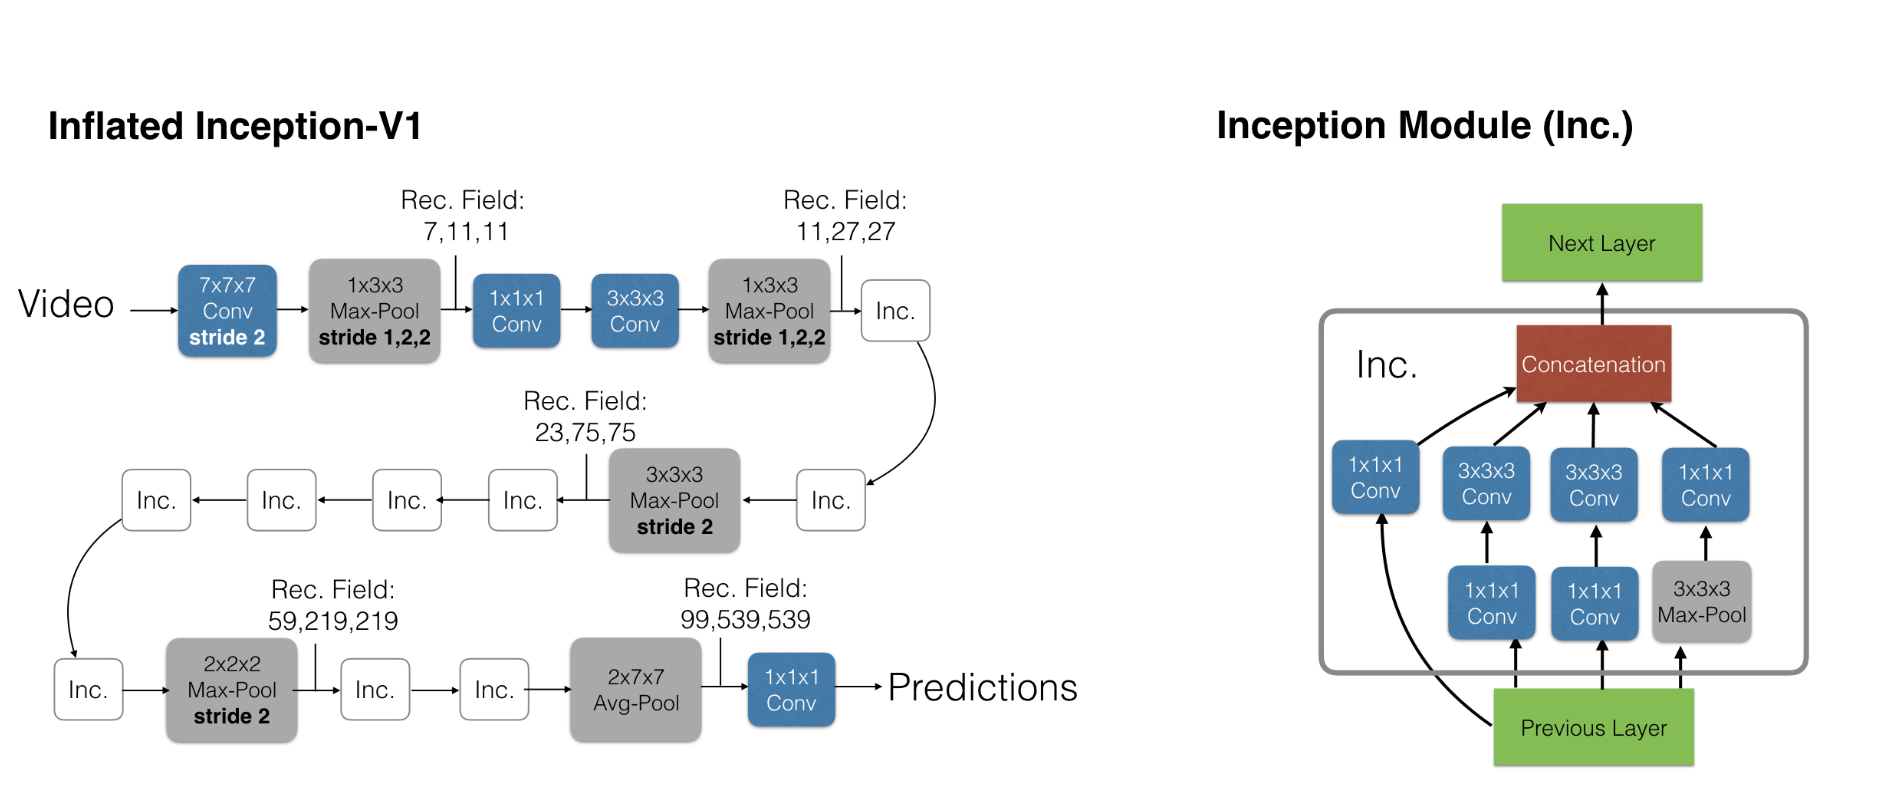 Inflated Inception-V1
Rec. Field:
7,11,11
Rec. Field:
11,27,27
Video
7x7x7
Conv
stride 2
1x3x3
Max-Pool
stride 1,2,2
1x1x1
Conv
3x3x3
Conv
1x3x3
Max-Pool
stride 1,2,2
Inc.
Inc.
3x3x3
Max-Pool
stride 2
Rec. Field:
23,75,75
Inc.
Inc.
Inc.
Inc.
Inc.
2x2x2
Max-Pool
stride 2
Rec. Field:
59,219,219
Inc.
Inc.
2x7x7
Avg-Pool
Rec. Field:
99,539,539
1x1x1
Conv
Predictions
Inception Module (Inc.)
Next Layer
Inc.
Concatenation
1x1x1
Conv
3x3x3
Conv
3x3x3
Conv
1x1x1
Conv
1x1x1
Conv
1x1x1
Conv
3x3x3
Max-Pool
Previous Layer